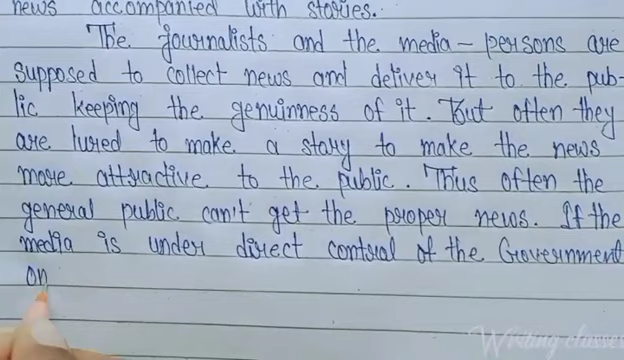 news accompanied with stories.
The journalists and the media - persons are
supposed to collect news and deliver it to the pub-
lic keeping the genuinness of it. But often they
are lured to make a story to make the news
more attractive to the public. Thus often the
general public can't get the proper news. If the
media is under direct control of the Government
on
Writing classes